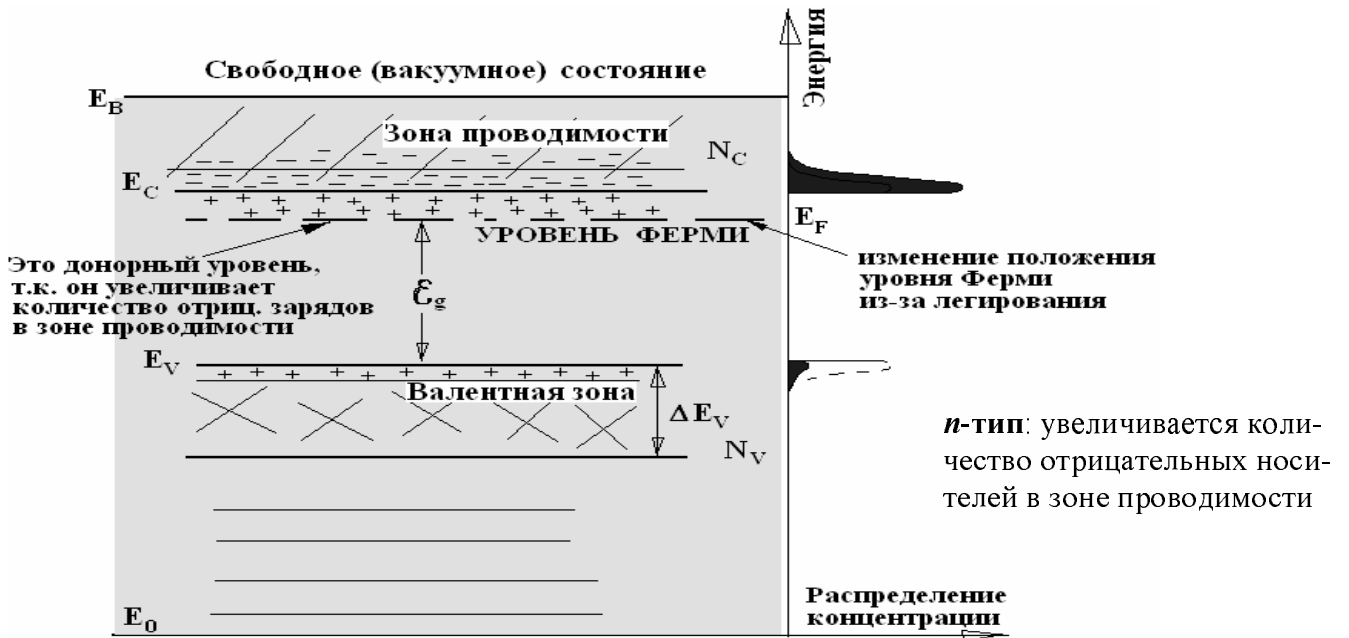 Энергия
Свободное (вакуумное) состояние
E_B
Зона проводимости
N_C
E_C
E_F
УРОВЕНЬ ФЕРМИ
Это донорный уровень,
т.к. он увеличивает
количество отриц. зарядов
в зоне проводимости
изменение положения
уровня Ферми
из-за легирования
ℰ_g
E_V
Валентная зона
Δ E_V
N_V
n-тип: увеличивается коли-
чество отрицательных носи-
телей в зоне проводимости
E_0
Распределение
концентрации